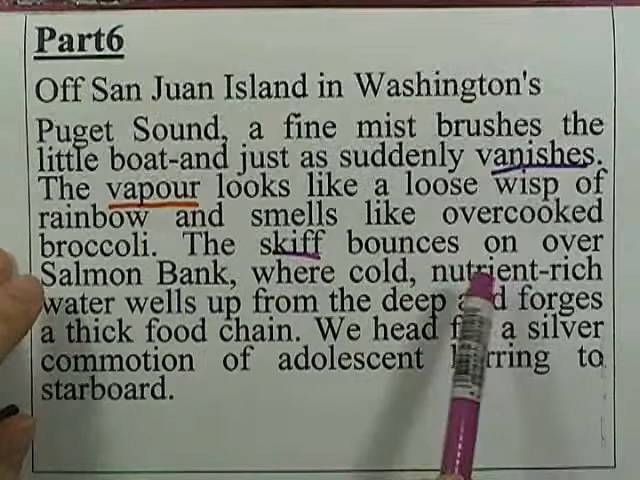 Part6
Off San Juan Island in Washington's
Puget Sound, a fine mist brushes the
little boat-and just as suddenly vanishes.
The vapour looks like a loose wisp of
rainbow and smells like overcooked
broccoli. The skiff bounces on over
Salmon Bank, where cold, nutrient-rich
water wells up from the deep and forges
a thick food chain. We head a silver
commotion of adolescent herring to
starboard.